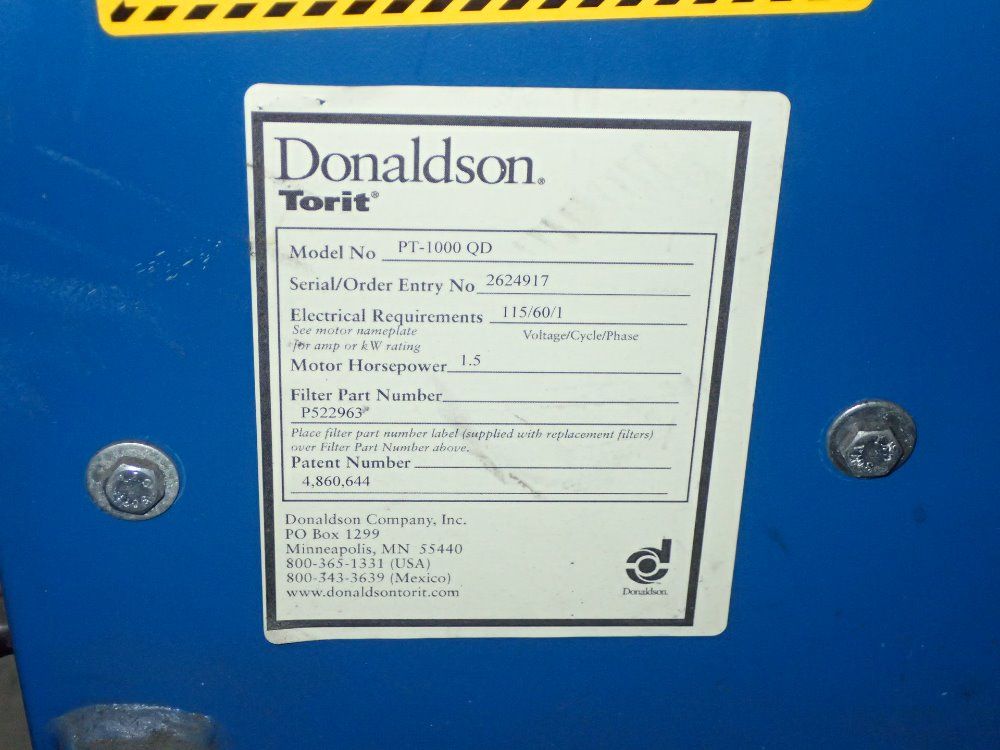 Donaldson®
Torit®
Model No PT-1000 QD
Serial/Order Entry No 2624917
Electrical Requirements 115/60/1
See motor nameplate Voltage/Cycle/Phase
for amp or kW rating
Motor Horsepower 1.5
Filter Part Number
P522963
Place filter part number label (supplied with replacement filters)
over Filter Part Number above.
Patent Number
4,860,644
Donaldson Company, Inc.
PO Box 1299
Minneapolis, MN 55440
800-365-1331 (USA)
800-343-3639 (Mexico)
www.donaldsontorit.com
Donaldson.